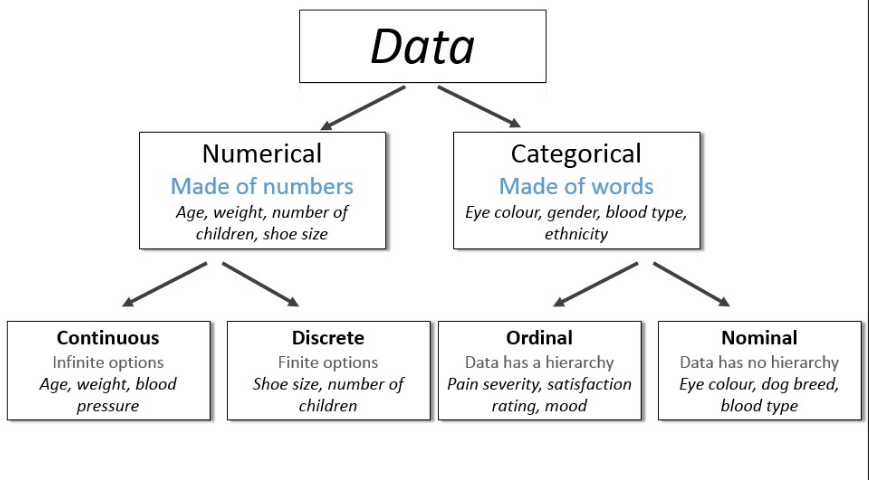 Data
Numerical
Made of numbers
Age, weight, number of
children, shoe size
Categorical
Made of words
Eye colour, gender, blood type,
ethnicity
Continuous
Infinite options
Age, weight, blood
pressure
Discrete
Finite options
Shoe size, number of
children
Ordinal
Data has a hierarchy
Pain severity, satisfaction
rating, mood
Nominal
Data has no hierarchy
Eye colour, dog breed,
blood type